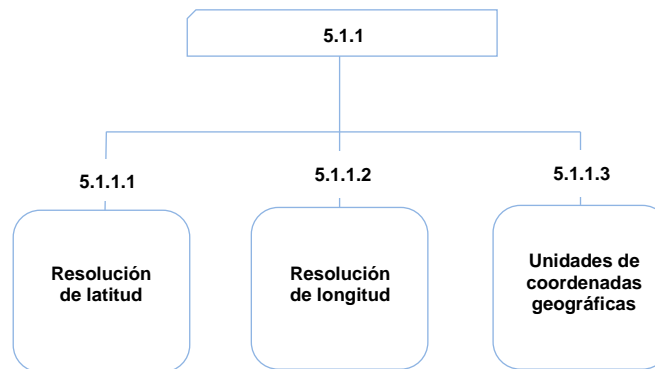 5.1.1
5.1.1.1
5.1.1.2
5.1.1.3
Resolución
de latitud
Resolución
de longitud
Unidades de
coordenadas
geográficas